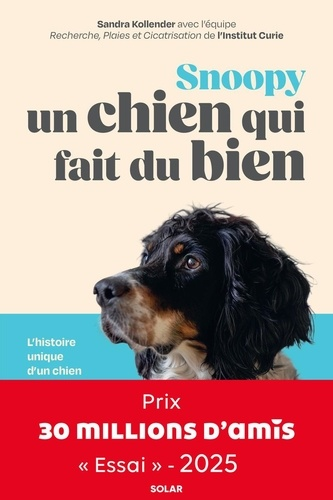 Sandra Kollender avec l'équipe
Recherche, Plaies et Cicatrisation de l'Institut Curie
Snoopy
un chien qui
fait du bien
L'histoire
unique
d'un chien
Prix
30 MILLIONS D'AMIS
« Essai » - 2025
SOLAR